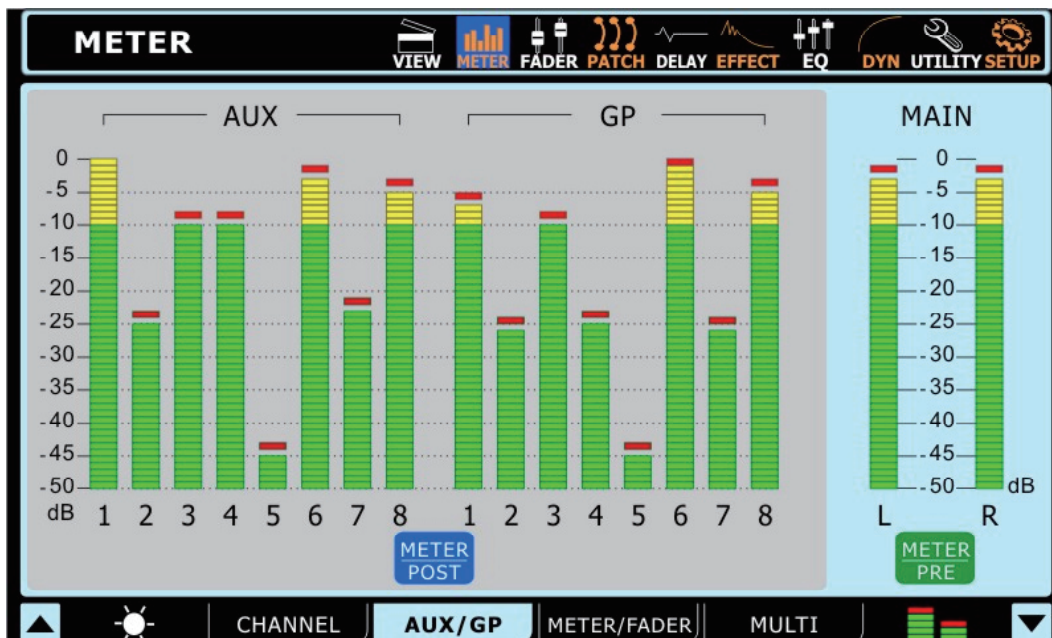 METER
VIEW METER FADER PATCH DELAY EFFECT EQ DYN UTILITY SETUP
AUX GP MAIN
0 0
-5 -5
-10 -10
-15 -15
-20 -20
-25 -25
-30 -30
-35 -35
-40 -40
-45 -45
-50 -50 dB
dB 1 2 3 4 5 6 7 8 1 2 3 4 5 6 7 8 L R
METER METER
POST PRE
CHANNEL AUX/GP METER/FADER MULTI